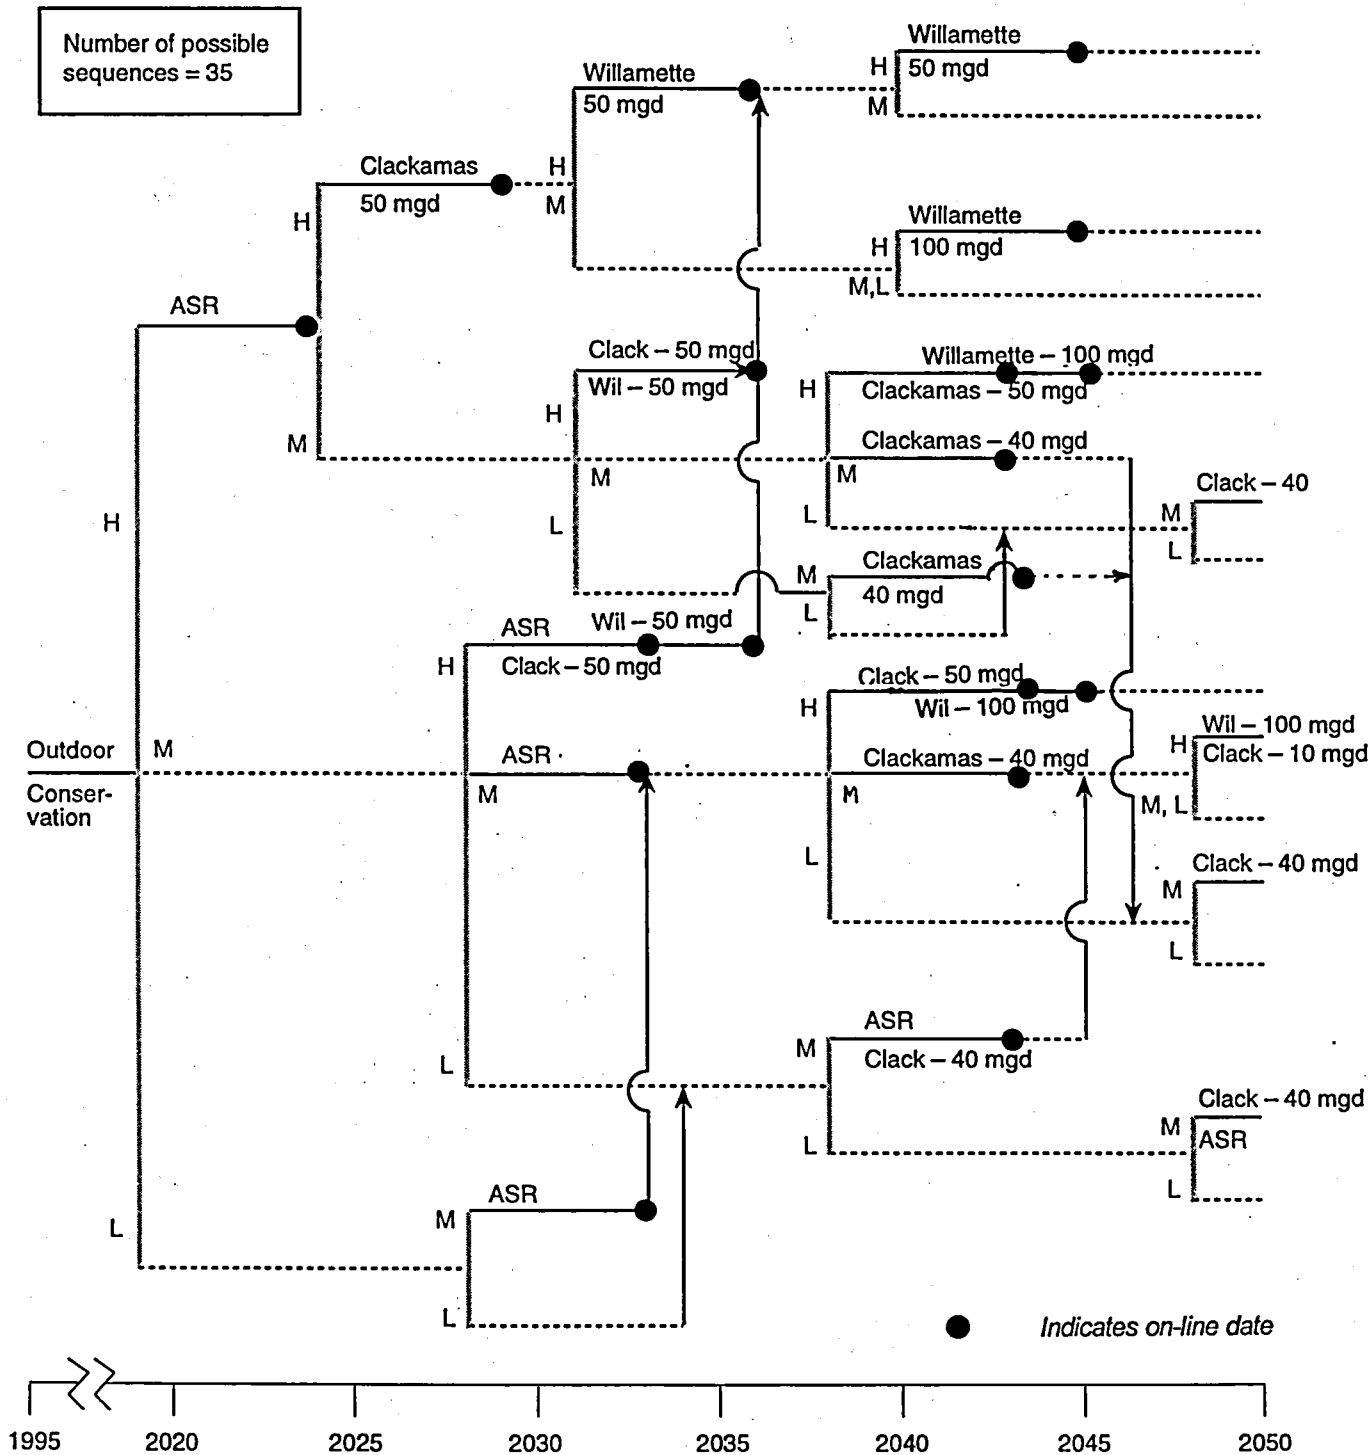 Number of possible
sequences = 35
Willamette
H
50 mgd
M
Willamette
50 mgd
H
M
Clackamas
50 mgd
H
Willamette
H
100 mgd
M,L
ASR
Clack – 50 mgd
Wil – 50 mgd
H
Willamette – 100 mgd
H
Clackamas – 50 mgd
M
Clackamas – 40 mgd
M
M
Clack – 40
H
L
L
M
L
Clackamas
M
40 mgd
L
ASR
Wil – 50 mgd
H
Clack – 50 mgd
Clack – 50 mgd
H
Wil – 100 mgd
Wil – 100 mgd
H
Clack – 10 mgd
Outdoor
M
ASR
Clackamas – 40 mgd
Conser-
vation
M
M
M, L
L
Clack – 40 mgd
M
L
ASR
M
Clack – 40 mgd
L
Clack – 40 mgd
M
ASR
L
L
ASR
M
L
L
Indicates on-line date
1995
2020
2025
2030
2035
2040
2045
2050